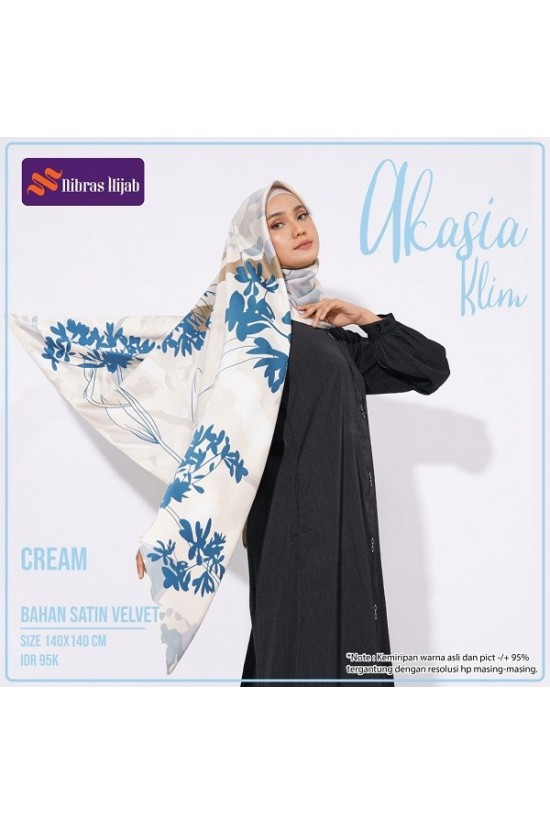 Nibras Hijab
Akasia
Klim
CREAM
BAHAN SATIN VELVET
SIZE 140X140 CM
IDR 95K
*Note : Kemiripan warna asli dan pict -/+ 95%
tergantung dengan resolusi hp masing-masing.